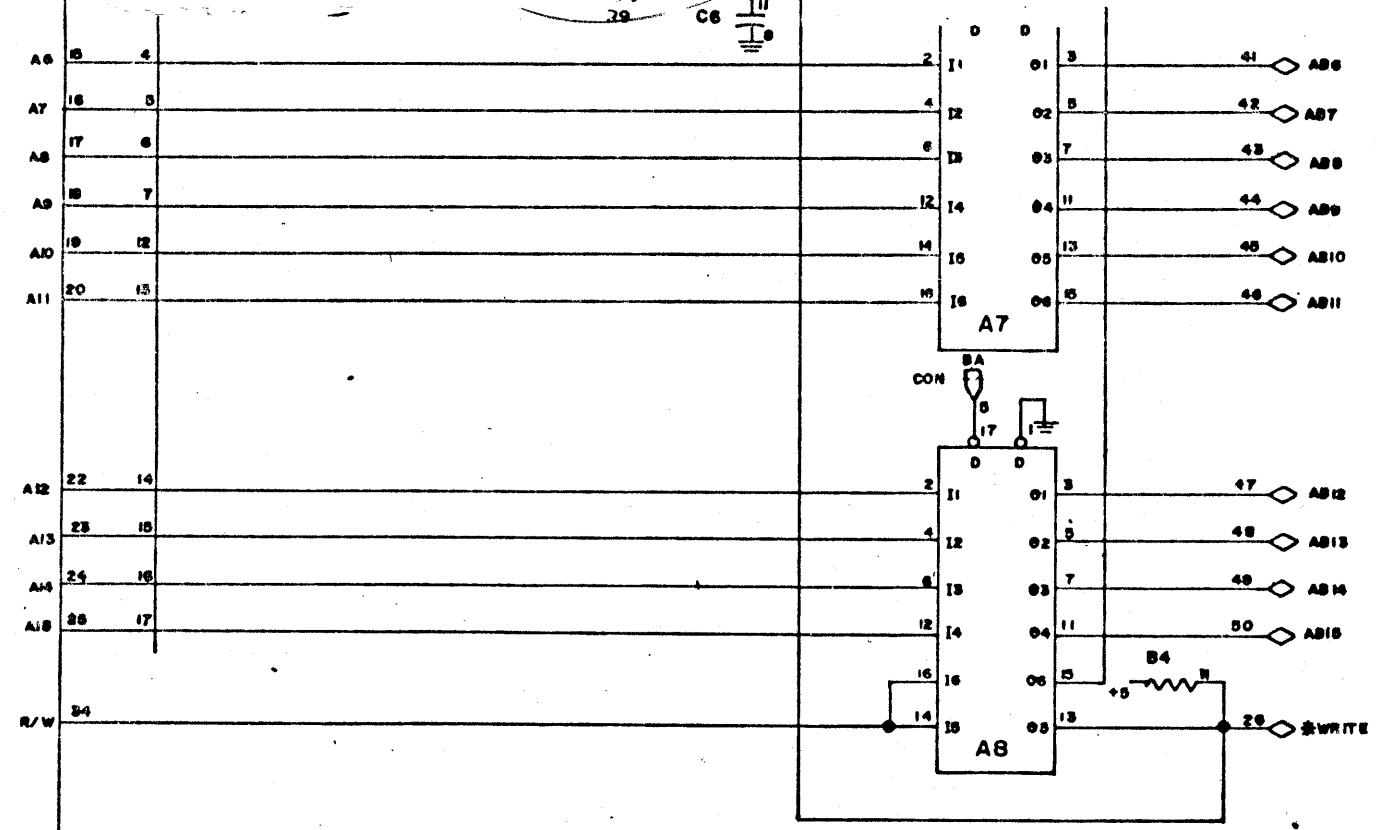 29 C6 11
8
D D
A6 15 4 2 I1 O1 3 41 AB6
A7 16 5 4 I2 O2 5 42 AB7
A8 17 6 6 I3 O3 7 43 AB8
A9 18 7 12 I4 O4 11 44 AB9
A10 19 12 14 I5 O5 13 45 AB10
A11 20 13 16 I6 O6 15 46 AB11
A7
BA
CON
5
17 1
D D
A12 22 14 2 I1 O1 3 47 AB12
A13 23 15 4 I2 O2 5 48 AB13
A14 24 16 6 I3 O3 7 49 AB14
A15 25 17 12 I4 O4 11 50 AB15
B4
16 I6 O6 15 +5
R/W 34 14 I5 O5 13 26 *WRITE
A8